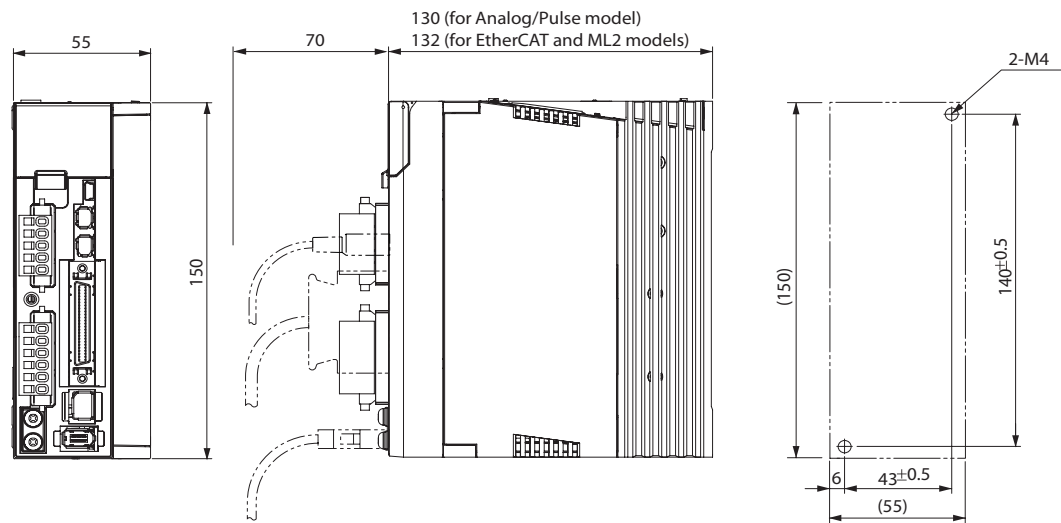 130 (for Analog/Pulse model)
55
70
132 (for EtherCAT and ML2 models)
2-M4
150
(150)
140±0.5
6
43±0.5
(55)